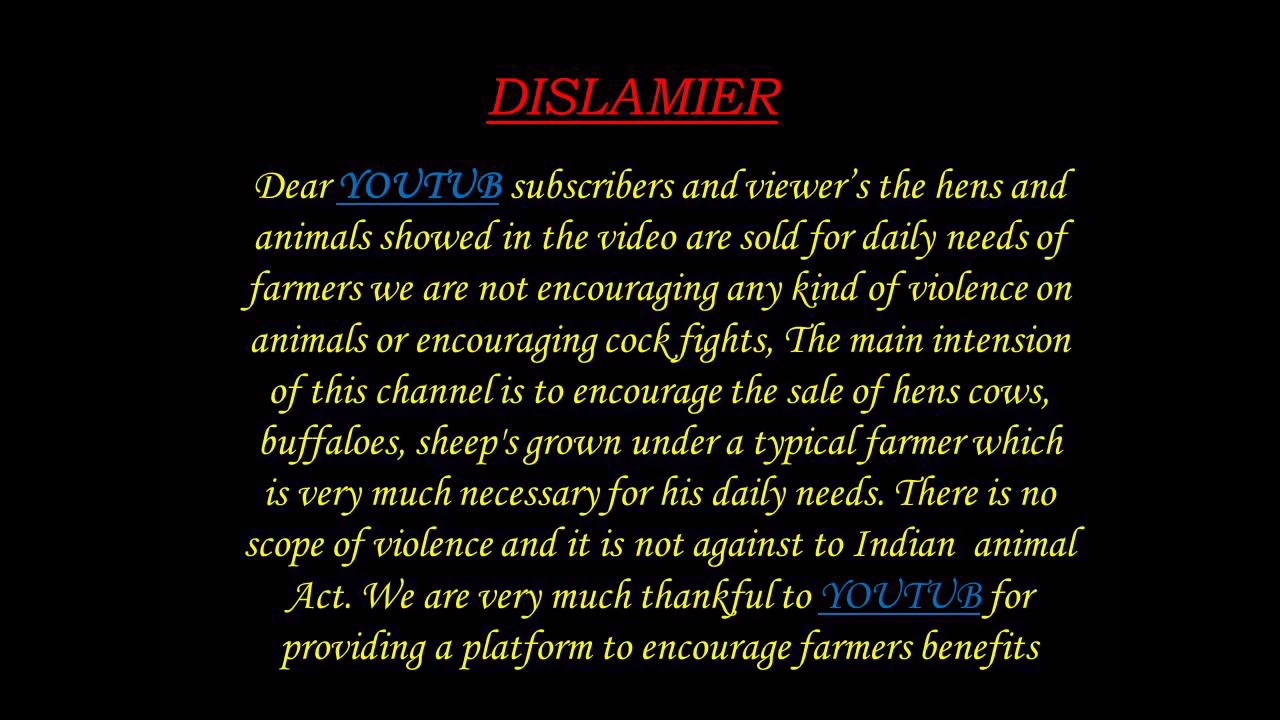 DISLAMIER
Dear YOUTUB subscribers and viewer’s the hens and
animals showed in the video are sold for daily needs of
farmers we are not encouraging any kind of violence on
animals or encouraging cock fights, The main intension
of this channel is to encourage the sale of hens cows,
buffaloes, sheep's grown under a typical farmer which
is very much necessary for his daily needs. There is no
scope of violence and it is not against to Indian  animal
Act. We are very much thankful to YOUTUB for
providing a platform to encourage farmers benefits